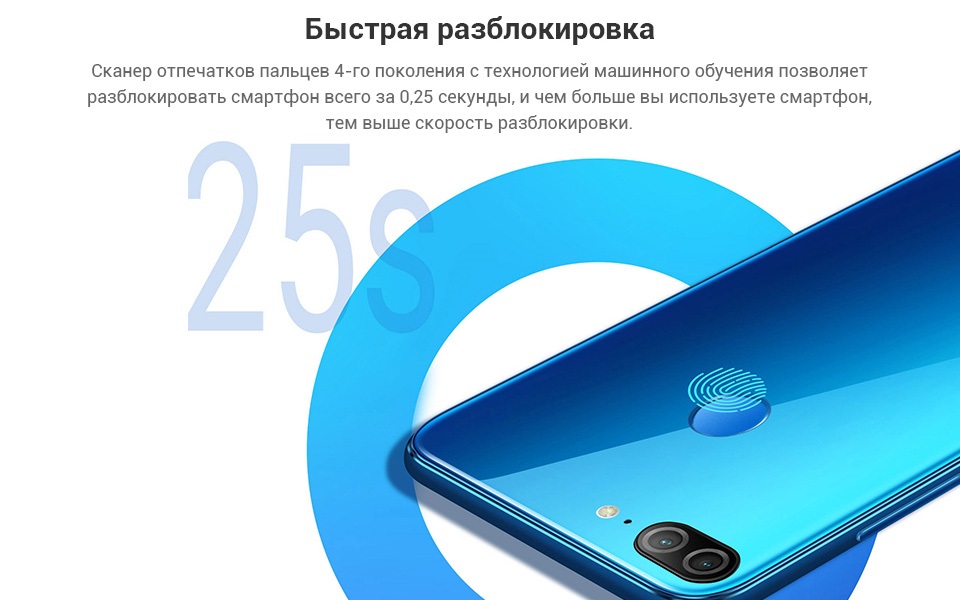 Быстрая разблокировка
Сканер отпечатков пальцев 4-го поколения с технологией машинного обучения позволяет
разблокировать смартфон всего за 0,25 секунды, и чем больше вы используете смартфон,
тем выше скорость разблокировки.
25s